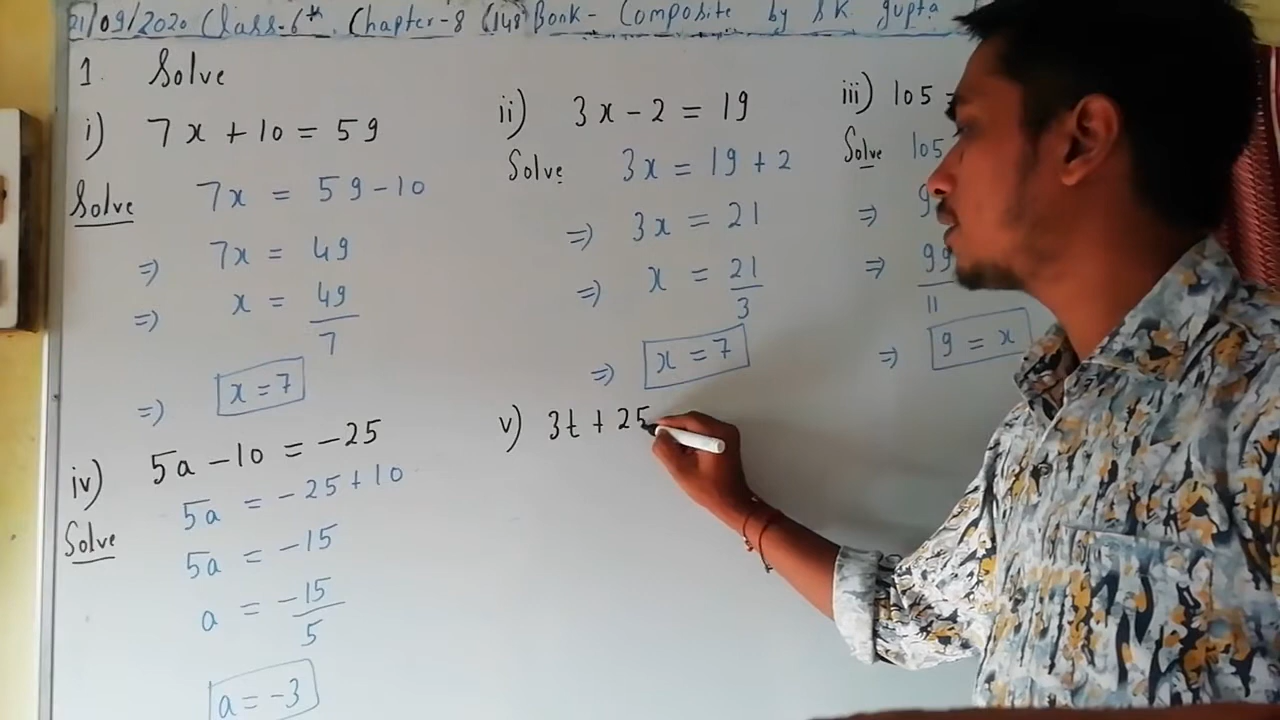 21/09/2020 Class-6th Chapter-8 (148) Book- Composite by S K Gupta
1. Solve
i) 7x + 10 = 59
Solve 7x = 59 - 10
⇒ 7x = 49
⇒ x = 49/7
⇒ x = 7
ii) 3x - 2 = 19
Solve 3x = 19 + 2
⇒ 3x = 21
⇒ x = 21/3
⇒ x = 7
iii) 105 =
Solve 105
⇒ 9
⇒ 99/11
⇒ 9 = x
iv) 5a - 10 = -25
Solve 5a = -25 + 10
5a = -15
a = -15/5
a = -3
v) 3t + 25